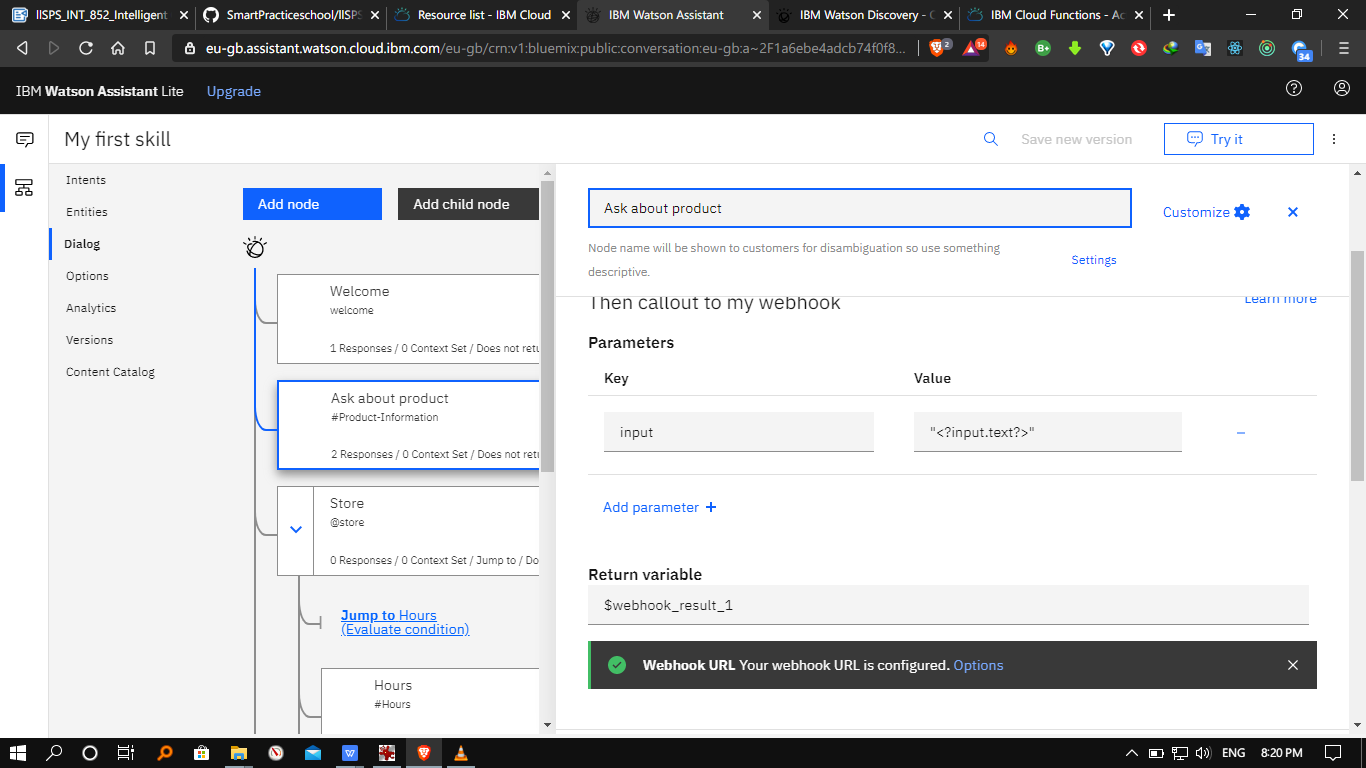 IISPS_INT_852_Intelligent
SmartPracticeschool/IISP
Resource list - IBM Cloud
IBM Watson Assistant
IBM Watson Discovery - C
IBM Cloud Functions - Ac
eu-gb.assistant.watson.cloud.ibm.com/eu-gb/crn:v1:bluemix:public:conversation:eu-gb:a~2F1a6ebe4adcb74f0f8...
2
14
B+
34
IBM Watson Assistant Lite
Upgrade
My first skill
Save new version
Try it
Intents
Entities
Dialog
Options
Analytics
Versions
Content Catalog
Add node
Add child node
Welcome
welcome
1 Responses / 0 Context Set / Does not retu
Ask about product
#Product-Information
2 Responses / 0 Context Set / Does not retu
Store
@store
0 Responses / 0 Context Set / Jump to / Do
Jump to Hours
(Evaluate condition)
Hours
#Hours
Ask about product
Customize
Node name will be shown to customers for disambiguation so use something
descriptive.
Settings
Then callout to my webhook
Learn more
Parameters
Key
Value
input
"<?input.text?>"
Add parameter +
Return variable
$webhook_result_1
Webhook URL Your webhook URL is configured. Options
ENG
8:20 PM